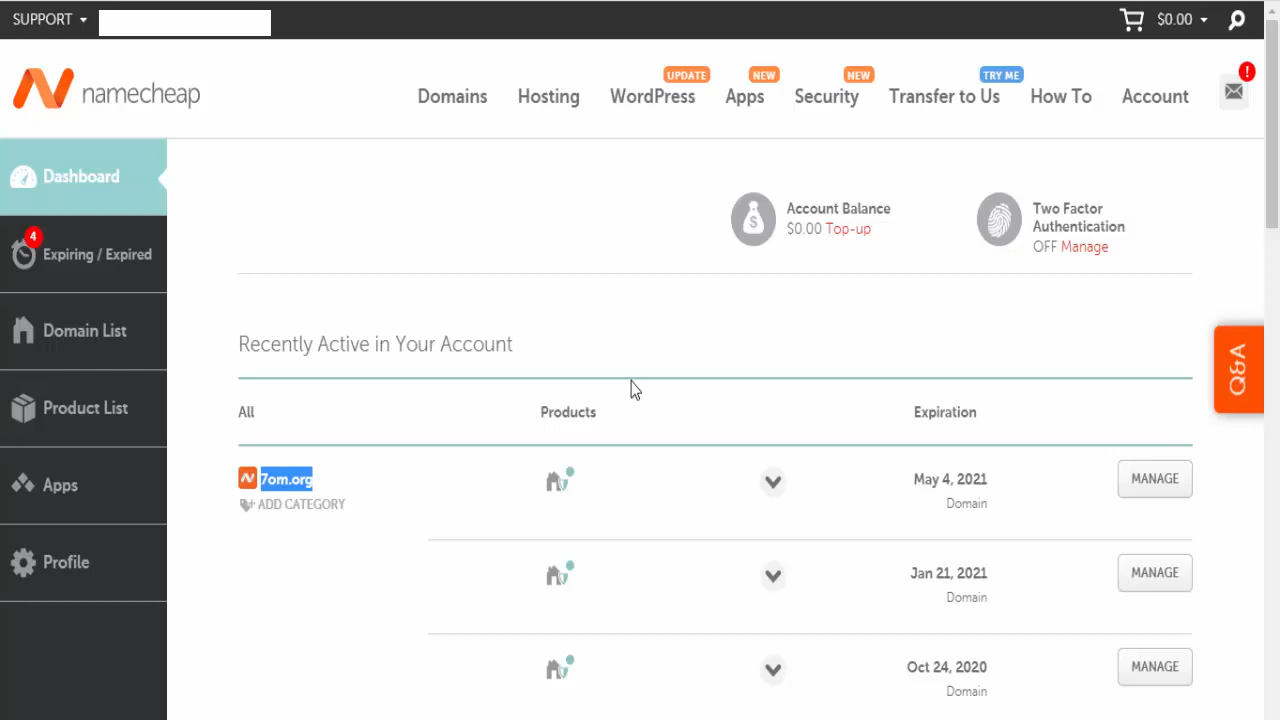 SUPPORT
$0.00
namecheap
UPDATE NEW NEW TRY ME
Domains Hosting WordPress Apps Security Transfer to Us How To Account
!
Dashboard
4
Expiring / Expired
Domain List
Product List
Apps
Profile
Account Balance
$0.00 Top-up
Two Factor
Authentication
OFF Manage
Recently Active in Your Account
All Products Expiration
7om.org
ADD CATEGORY
May 4, 2021
Domain
MANAGE
Jan 21, 2021
Domain
MANAGE
Oct 24, 2020
Domain
MANAGE
Q&A